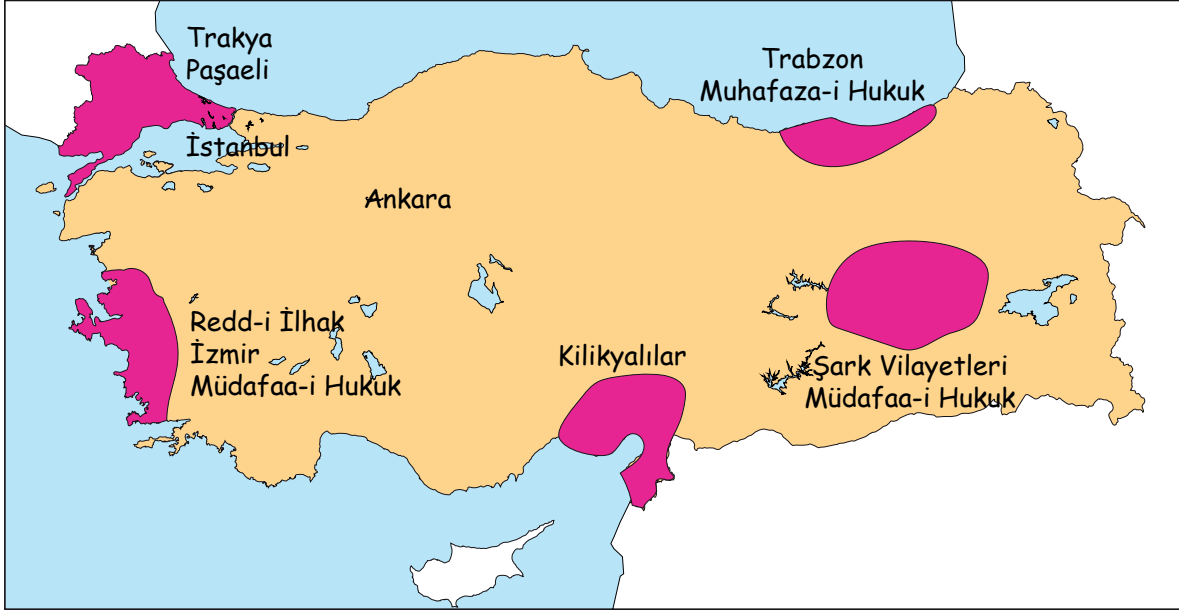 Trakya
Paşaeli
Trabzon
Muhafaza-i Hukuk
İstanbul
Ankara
Redd-i İlhak
İzmir
Müdafaa-i Hukuk
Kilikyalılar
Şark Vilayetleri
Müdafaa-i Hukuk